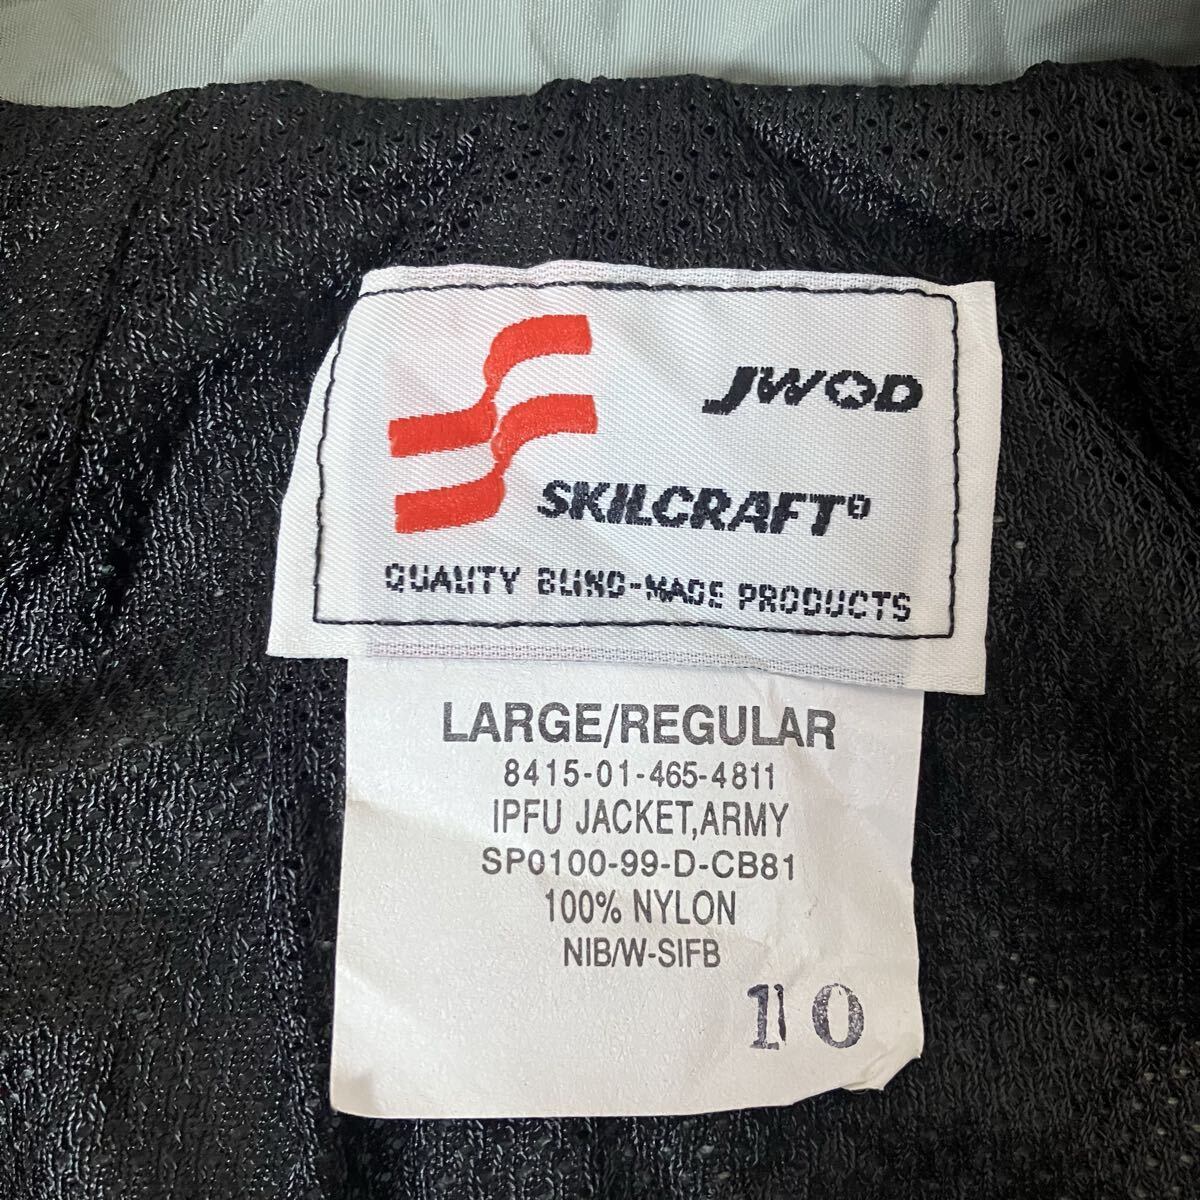 JWOD
SKILCRAFT®
QUALITY BLIND-MADE PRODUCTS
LARGE/REGULAR
8415-01-465-4811
IPFU JACKET,ARMY
SP0100-99-D-CB81
100% NYLON
NIB/W-SIFB
10